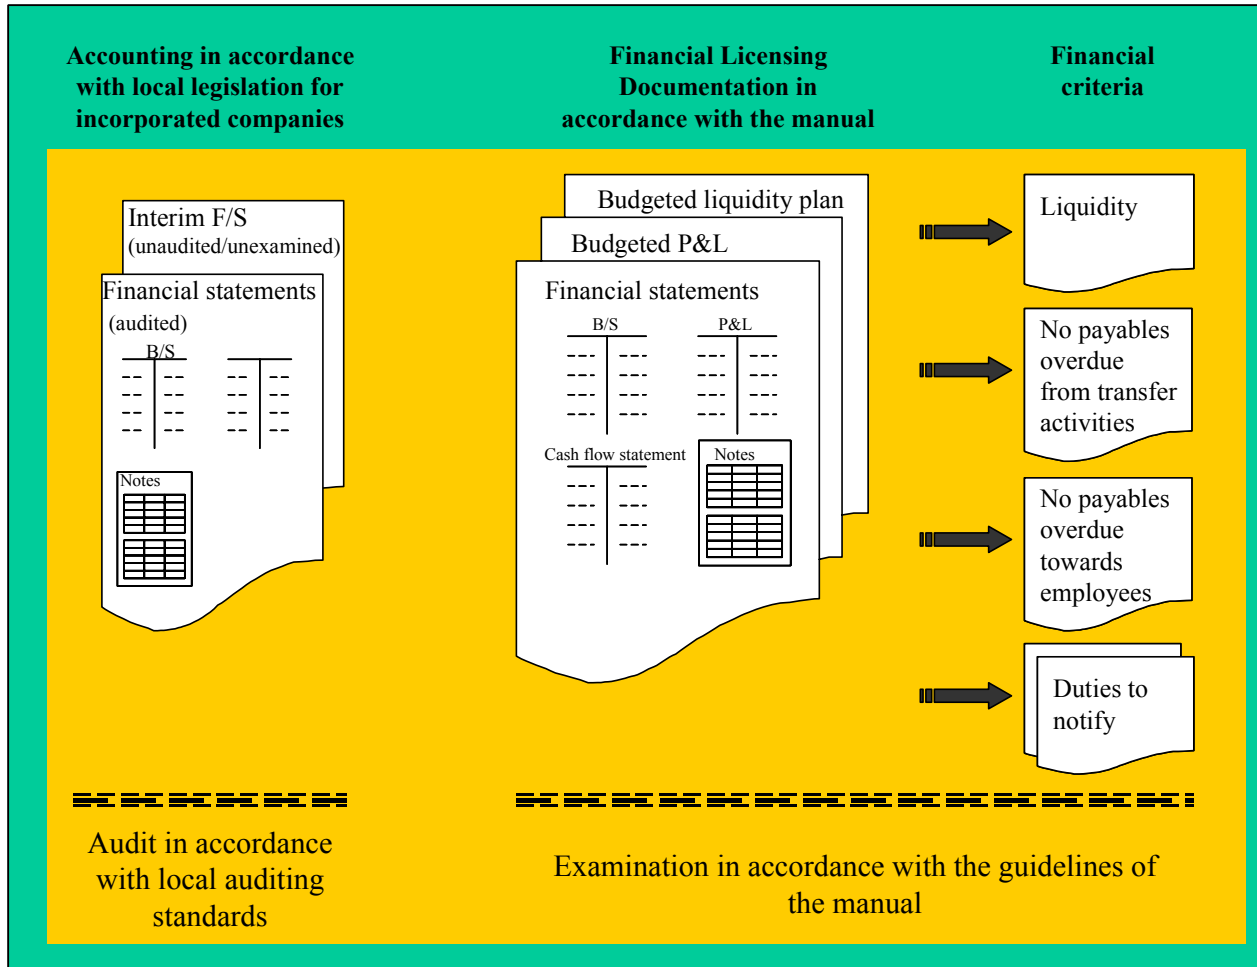 Accounting in accordance
with local legislation for
incorporated companies
Financial Licensing
Documentation in
accordance with the manual
Financial
criteria
Interim F/S
(unaudited/unexamined)
Financial statements
(audited)
B/S
Notes
Budgeted liquidity plan
Budgeted P&L
Financial statements
B/S
P&L
Cash flow statement
Notes
Liquidity
No payables
overdue
from transfer
activities
No payables
overdue
towards
employees
Duties to
notify
Audit in accordance
with local auditing
standards
Examination in accordance with the guidelines of
the manual